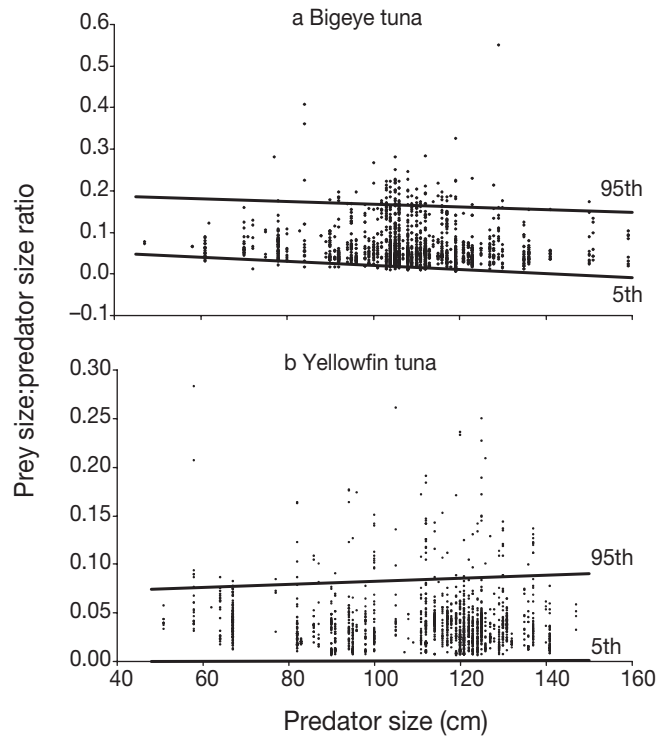 a Bigeye tuna
0.6
0.5
0.4
0.3
0.2
0.1
0.0
–0.1
95th
5th
Prey size:predator size ratio
b Yellowfin tuna
0.30
0.25
0.20
0.15
0.10
0.05
0.00
95th
5th
40 60 80 100 120 140 160
Predator size (cm)